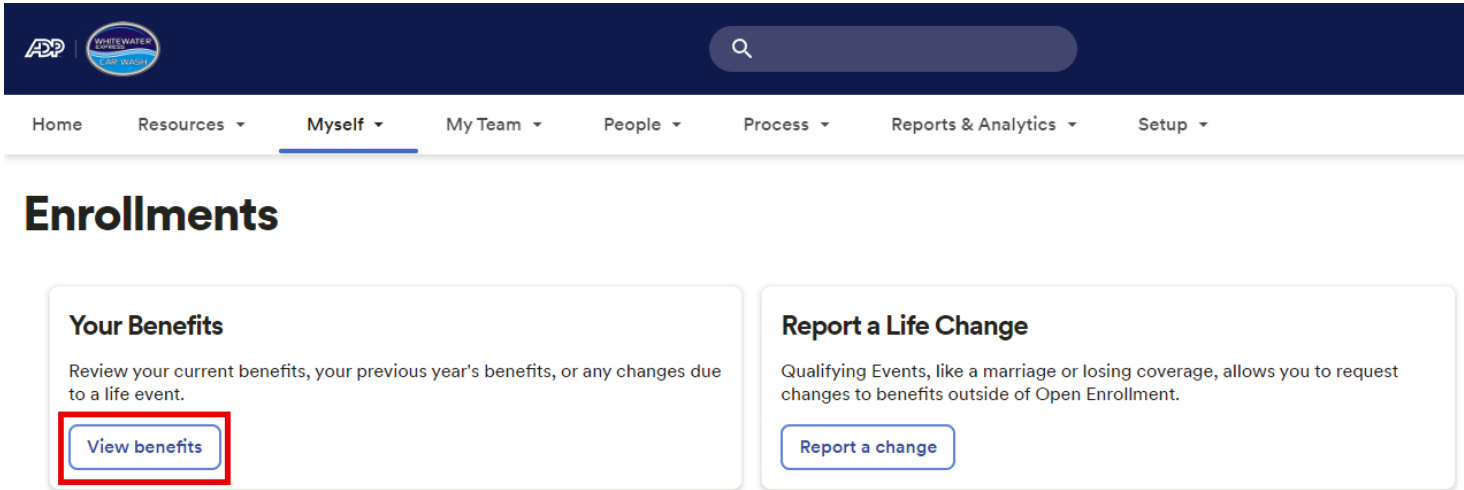 ADP
WHITEWATER
EXPRESS
CAR WASH
Home Resources Myself My Team People Process Reports & Analytics Setup
Enrollments
Your Benefits
Review your current benefits, your previous year's benefits, or any changes due
to a life event.
View benefits
Report a Life Change
Qualifying Events, like a marriage or losing coverage, allows you to request
changes to benefits outside of Open Enrollment.
Report a change